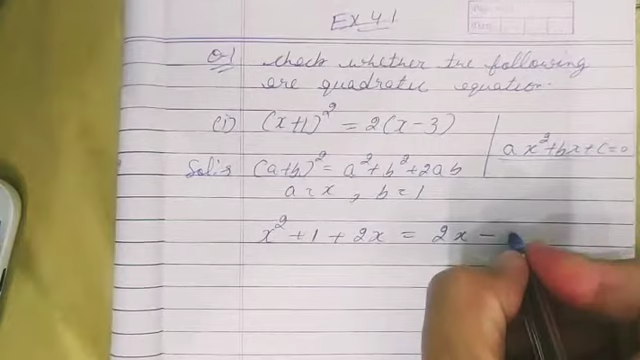 Ex 4.1
Q.1 Check whether the following
are quadratic equation.
(i) (x+1)² = 2(x-3)
ax²+bx+c=0
Sol:- (a+b)² = a²+b²+2ab
a = x , b = 1
x² + 1 + 2x = 2x -